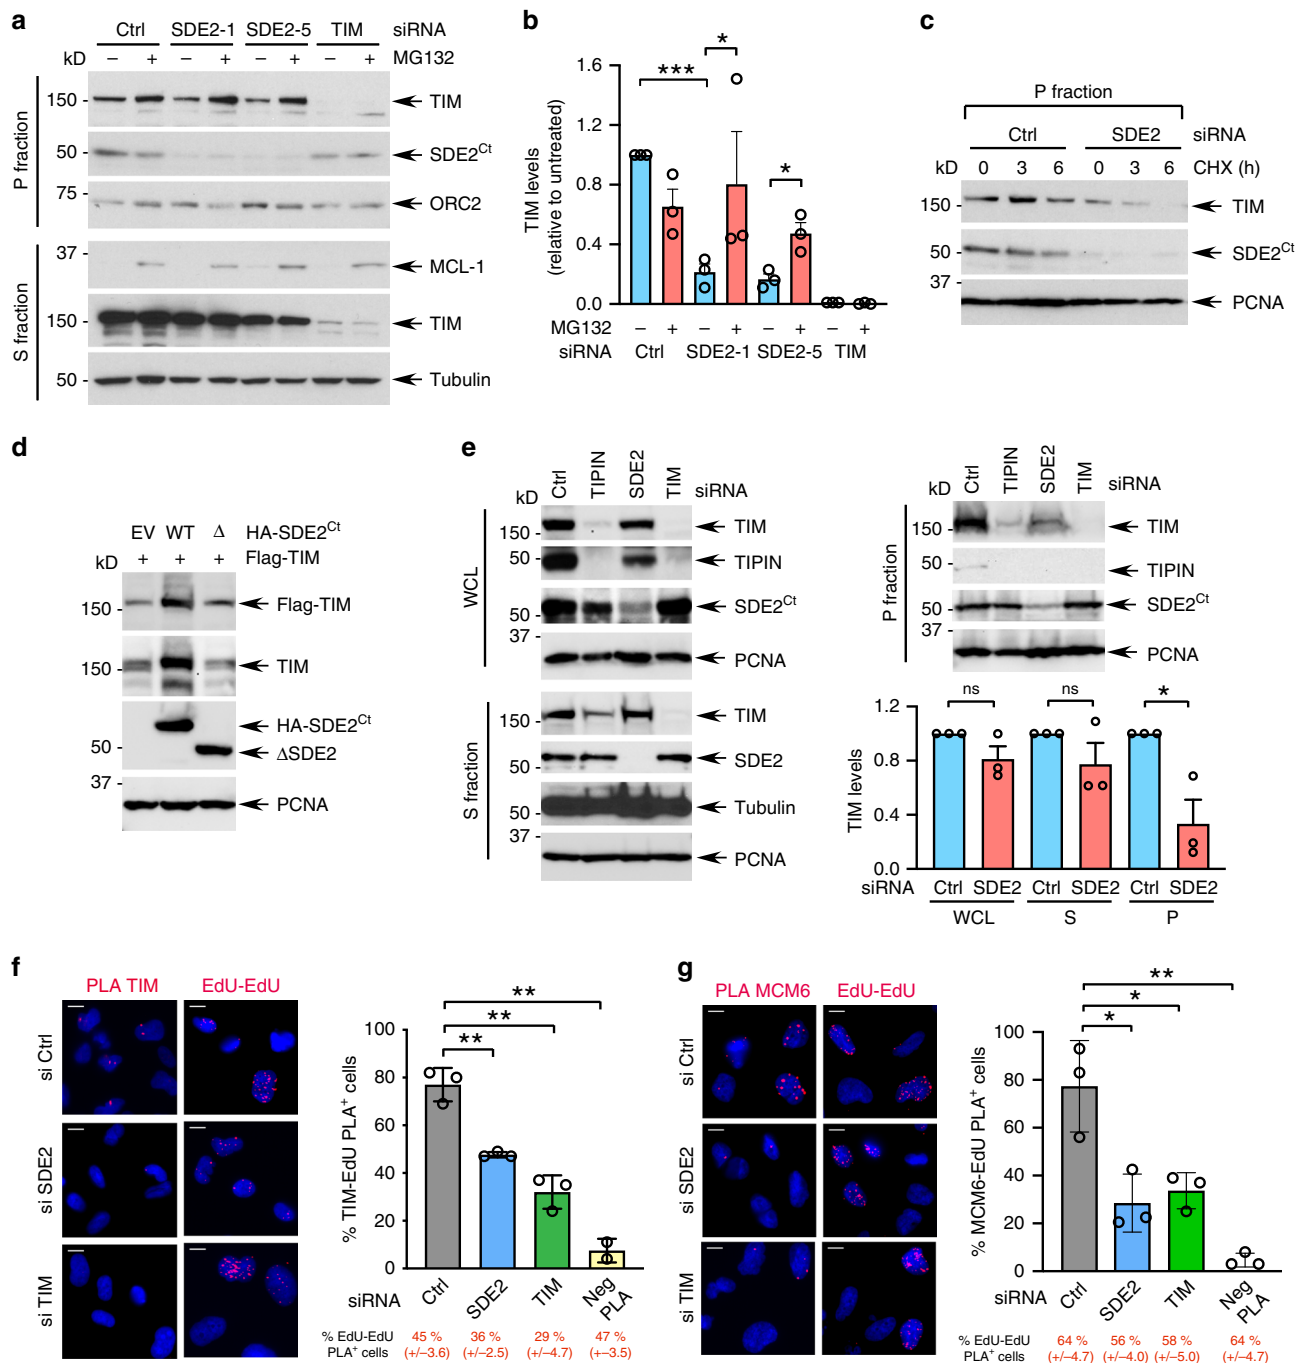 a
Ctrl SDE2-1 SDE2-5 TIM siRNA
kD – + – + – + – + MG132
P fraction
150 TIM
50 SDE2Ct
75 ORC2
S fraction
37 MCL-1
150 TIM
50 Tubulin
b
TIM levels
(relative to untreated)
1.6
1.2
0.8
0.4
0.0
*** * *
– + – + – + – +
MG132
siRNA Ctrl SDE2-1 SDE2-5 TIM
c
P fraction
Ctrl SDE2 siRNA
kD 0 3 6 0 3 6 CHX (h)
150 TIM
50 SDE2Ct
37 PCNA
d
EV WT Δ HA-SDE2Ct
kD + + + Flag-TIM
150 Flag-TIM
150 TIM
HA-SDE2Ct
50 ΔSDE2
37 PCNA
e
kD Ctrl TIPIN SDE2 TIM siRNA
WCL
150 TIM
50 TIPIN
50 SDE2Ct
37 PCNA
S fraction
150 TIM
50 SDE2
50 Tubulin
37 PCNA
kD Ctrl TIPIN SDE2 TIM siRNA
P fraction
150 TIM
50 TIPIN
50 SDE2Ct
37 PCNA
TIM levels
1.2
0.8
0.4
0.0
ns ns *
siRNA Ctrl SDE2 Ctrl SDE2 Ctrl SDE2
WCL S P
f
PLA TIM EdU-EdU
si Ctrl
si SDE2
si TIM
% TIM-EdU PLA+ cells
100
80
60
40
20
0
**
**
**
siRNA Ctrl SDE2 TIM Neg PLA
% EdU-EdU 45 % 36 % 29 % 47 %
PLA+ cells (+/–3.6) (+/–2.5) (+/–4.7) (+–3.5)
g
PLA MCM6 EdU-EdU
si Ctrl
si SDE2
si TIM
% MCM6-EdU PLA+ cells
100
80
60
40
20
0
**
*
*
siRNA Ctrl SDE2 TIM Neg PLA
% EdU-EdU 64 % 56 % 58 % 64 %
PLA+ cells (+/–4.7) (+/–4.0) (+/–5.0) (+/–4.7)